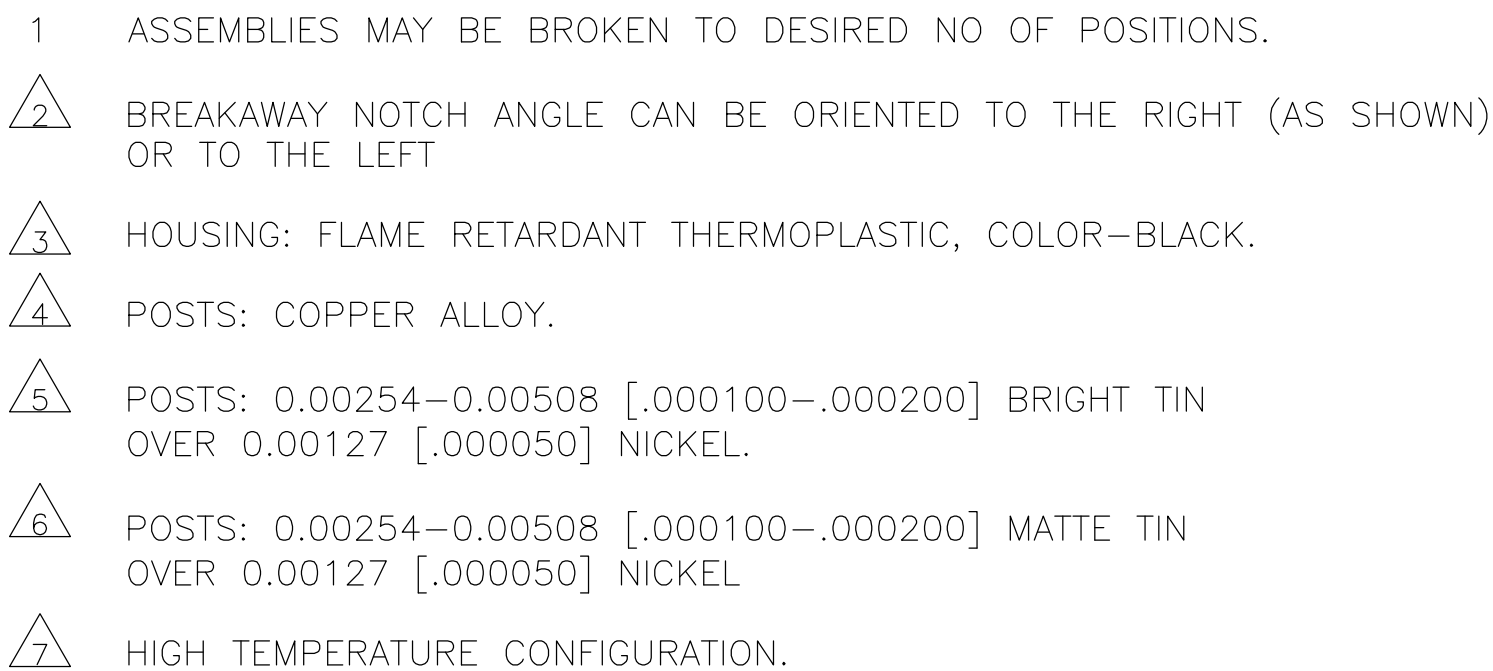 1 ASSEMBLIES MAY BE BROKEN TO DESIRED NO OF POSITIONS.
2 BREAKAWAY NOTCH ANGLE CAN BE ORIENTED TO THE RIGHT (AS SHOWN)
OR TO THE LEFT
3 HOUSING: FLAME RETARDANT THERMOPLASTIC, COLOR–BLACK.
4 POSTS: COPPER ALLOY.
5 POSTS: 0.00254–0.00508 [.000100–.000200] BRIGHT TIN
OVER 0.00127 [.000050] NICKEL.
6 POSTS: 0.00254–0.00508 [.000100–.000200] MATTE TIN
OVER 0.00127 [.000050] NICKEL
7 HIGH TEMPERATURE CONFIGURATION.